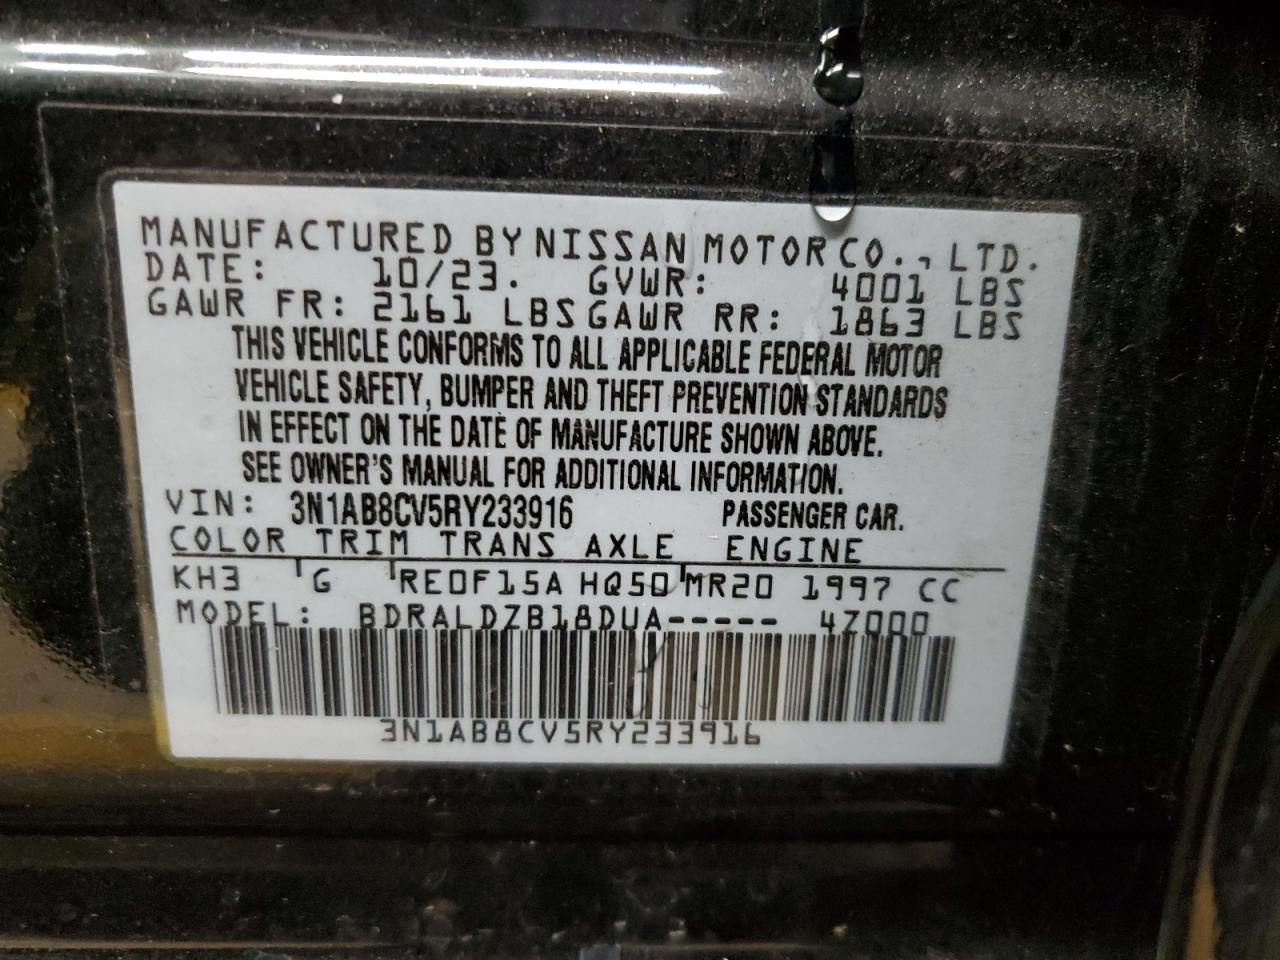 MANUFACTURED BY NISSAN MOTOR CO., LTD.
DATE: 10/23. GVWR: 4001 LBS
GAWR FR: 2161 LBS GAWR RR: 1863 LBS
THIS VEHICLE CONFORMS TO ALL APPLICABLE FEDERAL MOTOR
VEHICLE SAFETY, BUMPER AND THEFT PREVENTION STANDARDS
IN EFFECT ON THE DATE OF MANUFACTURE SHOWN ABOVE.
SEE OWNER'S MANUAL FOR ADDITIONAL INFORMATION.
VIN: 3N1AB8CV5RY233916 PASSENGER CAR.
COLOR TRIM TRANS AXLE ENGINE
KH3 G RE0F15A HQ50 MR20 1997 CC
MODEL: BDRALDZB18DUA----- 4Z000
3N1AB8CV5RY233916